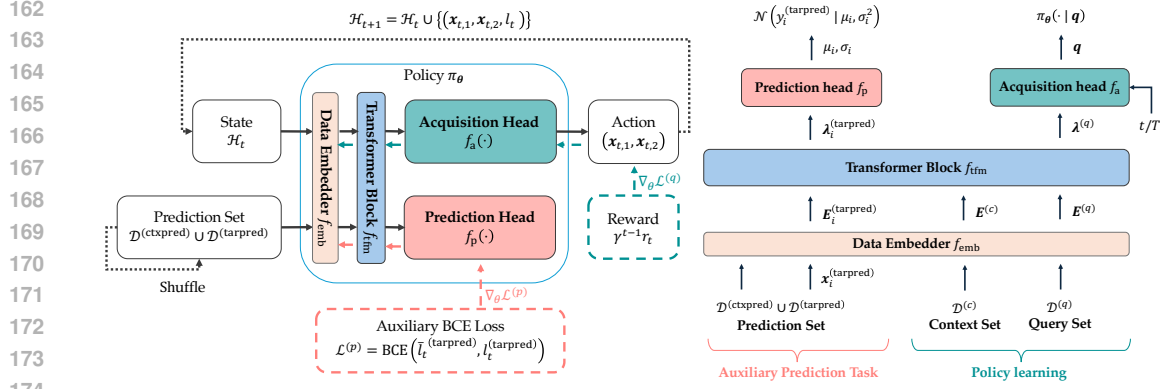 162
163
164
165
166
167
168
169
170
171
172
173
174
ℋ_{t+1} = ℋ_t ∪ {(x_{t,1}, x_{t,2}, l_t)}
Policy π_θ
State
ℋ_t
Data Embedder f_emb
Transformer Block f_tfm
Acquisition Head
f_a(·)
Action
(x_{t,1}, x_{t,2})
∇_θ ℒ^{(q)}
Reward
γ^{t−1} r_t
Prediction Set
𝒟^{(ctxpred)} ∪ 𝒟^{(tarpred)}
Shuffle
Prediction Head
f_p(·)
∇_θ ℒ^{(p)}
Auxiliary BCE Loss
ℒ^{(p)} = BCE(l̄_t^{(tarpred)}, l_t^{(tarpred)})
𝒩(y_i^{(tarpred)} | μ_i, σ_i^2)
π_θ(· | q)
μ_i, σ_i
q
Prediction head f_p
Acquisition head f_a
λ_i^{(tarpred)}
λ^{(q)}
t/T
Transformer Block f_tfm
E_i^{(tarpred)}
E^{(c)}
E^{(q)}
Data Embedder f_emb
x_i^{(tarpred)}
𝒟^{(ctxpred)} ∪ 𝒟^{(tarpred)}
𝒟^{(c)}
𝒟^{(q)}
Prediction Set
Context Set
Query Set
Auxiliary Prediction Task
Policy learning